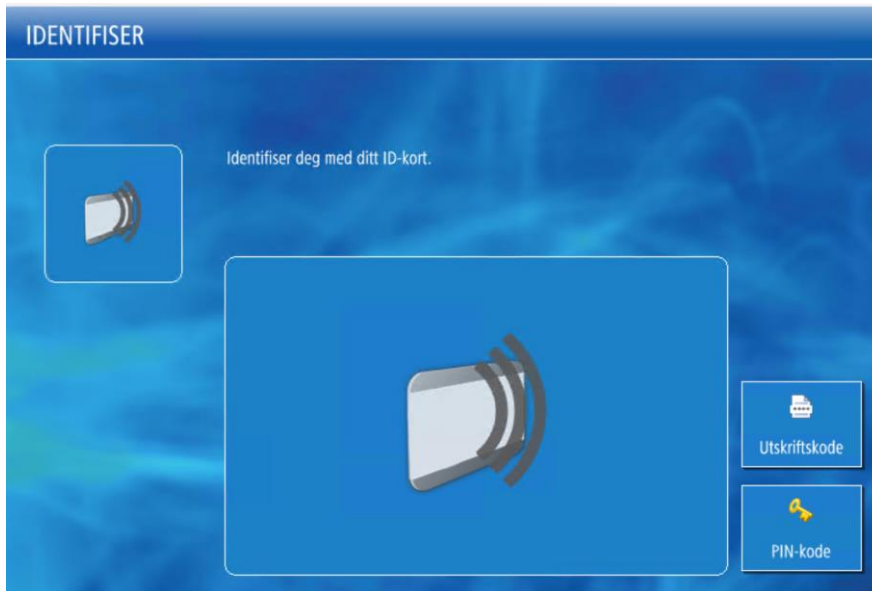 IDENTIFISER
Identifiser deg med ditt ID-kort.
Utskriftskode
PIN-kode